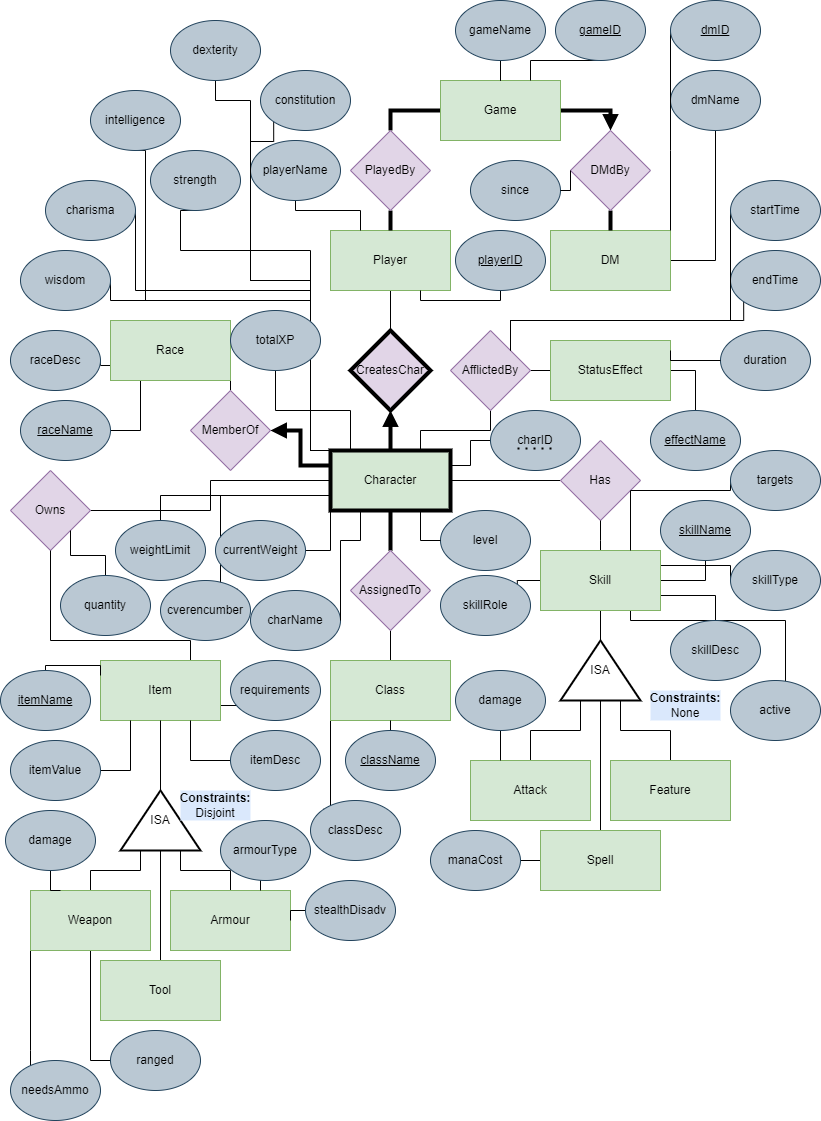 gameName
gameID
dmID
dexterity
constitution
dmName
Game
intelligence
playerName
PlayedBy
DMdBy
strength
since
charisma
startTime
Player
playerID
DM
wisdom
endTime
totalXP
Race
raceDesc
CreatesChar
AfflictedBy
StatusEffect
duration
raceName
MemberOf
charID
effectName
Character
Has
targets
Owns
weightLimit
currentWeight
level
skillName
quantity
cverencumber
charName
AssignedTo
skillRole
Skill
skillType
skillDesc
ISA
Constraints:
None
itemName
Item
requirements
Class
damage
active
itemValue
itemDesc
className
Attack
Feature
ISA
Constraints:
Disjoint
damage
armourType
classDesc
manaCost
Spell
Weapon
Armour
stealthDisadv
Tool
ranged
needsAmmo